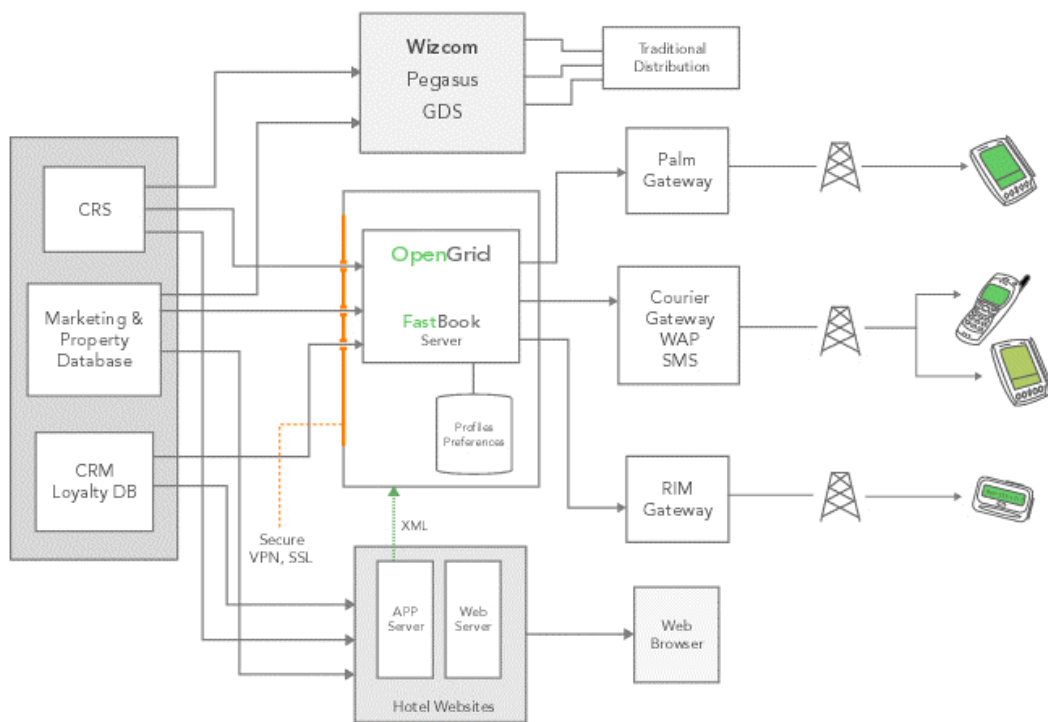 Wizcom
Pegasus
GDS
Traditional
Distribution
CRS
Marketing &
Property
Database
CRM
Loyalty DB
OpenGrid
FastBook
Server
Profiles
Preferences
Palm
Gateway
Courier
Gateway
WAP
SMS
RIM
Gateway
Secure
VPN, SSL
XML
APP
Server
Web
Server
Hotel Websites
Web
Browser